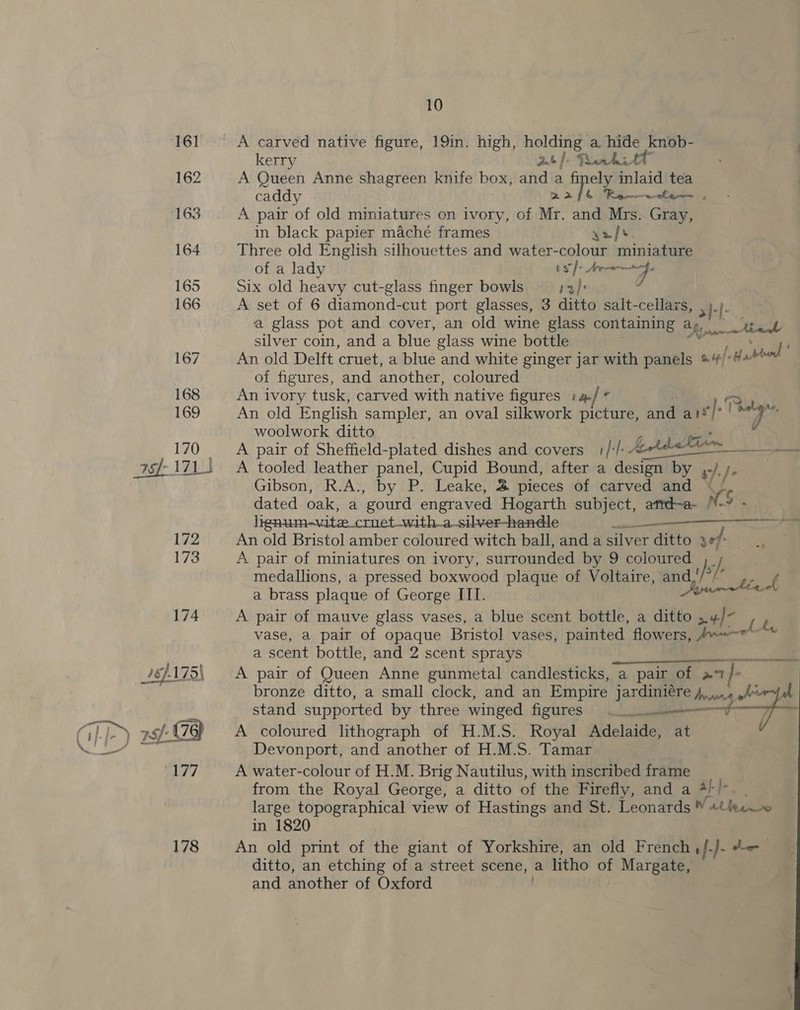 10
161 A carved native figure, 19in. high, holding a hide knob-
kerry 26/-
162 A Queen Anne shagreen knife box, and a finely inlaid tea
caddy 22/6
163 A pair of old miniatures on ivory, of Mr. and Mrs. Gray,
in black papier maché frames
164 Three old English silhouettes and water-colour miniature
of a lady 15/-
165 Six old heavy cut-glass finger bowls
166 A set of 6 diamond-cut port glasses, 3 ditto salt-cellars,
a glass pot and cover, an old wine glass containing a
silver coin, and a blue glass wine bottle
167 An old Delft cruet, a blue and white ginger jar with panels 24/-
of figures, and another, coloured
168 An ivory tusk, carved with native figures
169 An old English sampler, an oval silkwork picture, and a
woolwork ditto
170 A pair of Sheffield-plated dishes and covers
75/- 171 A tooled leather panel, Cupid Bound, after a design by
Gibson, R.A., by P. Leake, 2 pieces of carved and
dated oak, a gourd engraved Hogarth subject, and a
lignum-vitæ cruet with a silver handle
172 An old Bristol amber coloured witch ball, and a silver ditto 30/-
173 A pair of miniatures on ivory, surrounded by 9 coloured
medallions, a pressed boxwood plaque of Voltaire, and
a brass plaque of George III.
174 A pair of mauve glass vases, a blue scent bottle, a ditto
vase, a pair of opaque Bristol vases, painted flowers,
a scent bottle, and 2 scent sprays
175 A pair of Queen Anne gunmetal candlesticks, a pair of 27/-
bronze ditto, a small clock, and an Empire jardinière
stand supported by three winged figures
75/- 176 A coloured lithograph of H.M.S. Royal Adelaide, at
Devonport, and another of H.M.S. Tamar
177 A water-colour of H.M. Brig Nautilus, with inscribed frame
from the Royal George, a ditto of the Firefly, and a
large topographical view of Hastings and St. Leonards
in 1820
178 An old print of the giant of Yorkshire, an old French
ditto, an etching of a street scene, a litho of Margate,
and another of Oxford